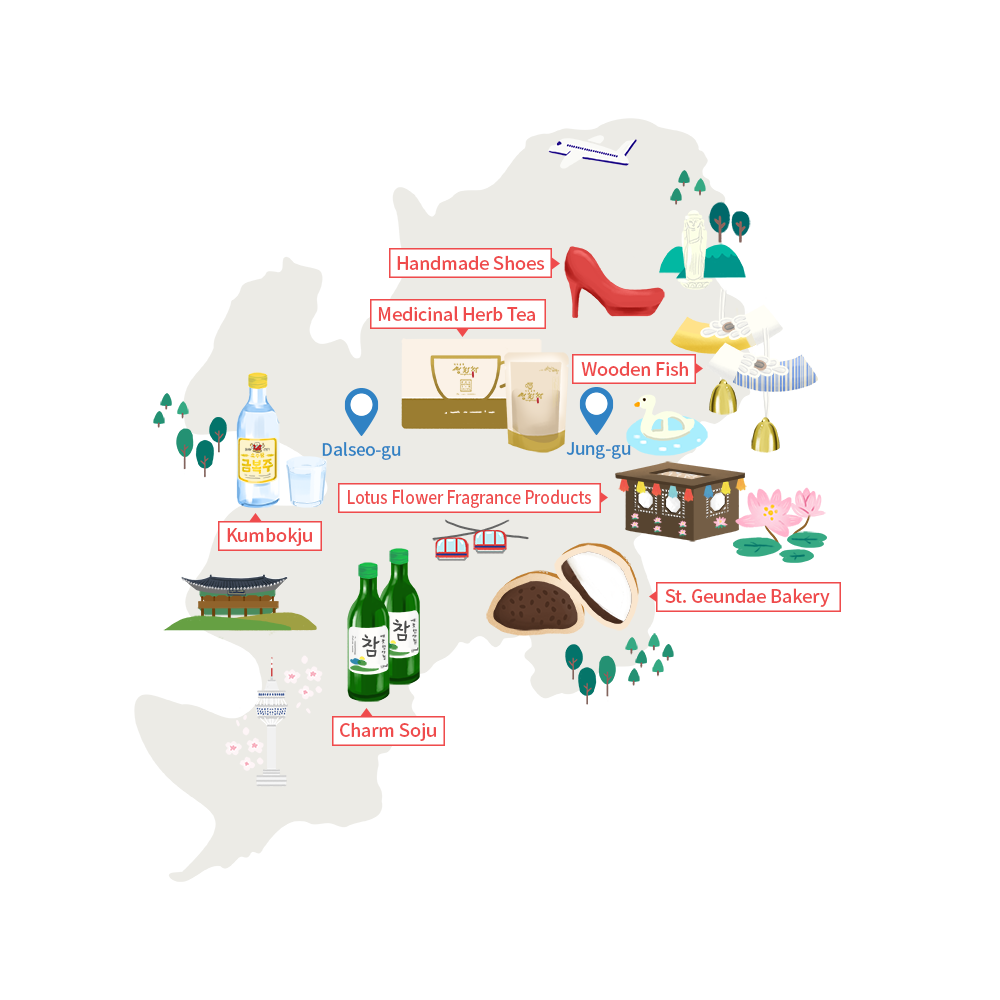 Handmade Shoes
Medicinal Herb Tea
Wooden Fish
Dalseo-gu
Jung-gu
금복주
Lotus Flower Fragrance Products
Kumbokju
St. Geundae Bakery
참
참
Charm Soju